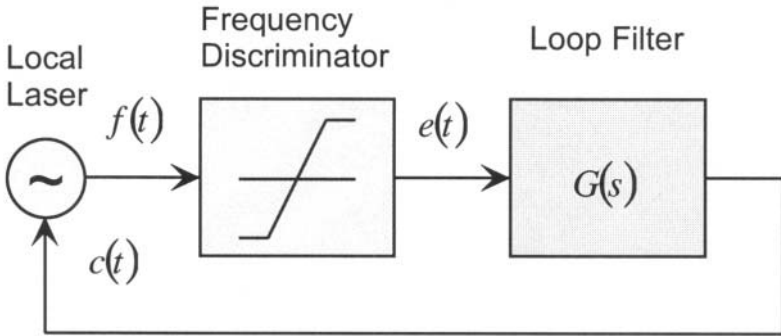 Frequency
Discriminator
Loop Filter
Local
Laser
f(t)
e(t)
~
G(s)
c(t)